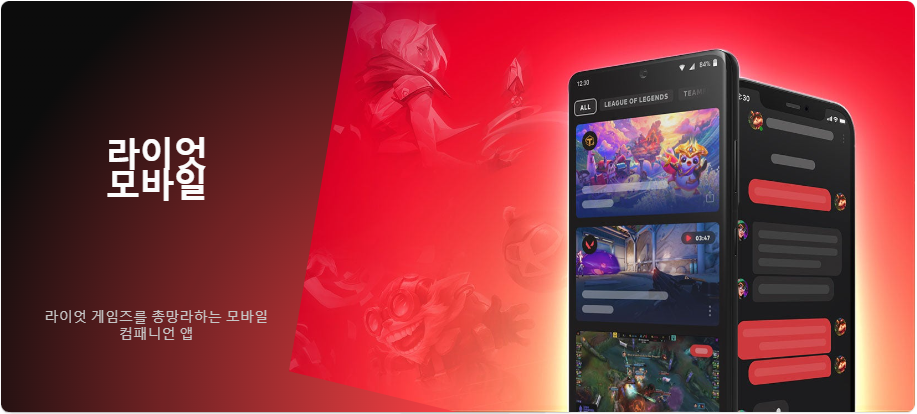 라이엇
모바일
라이엇 게임즈를 총망라하는 모바일
컴패니언 앱
12:30
84%
ALL
LEAGUE OF LEGENDS
TEAM
:30
03:47